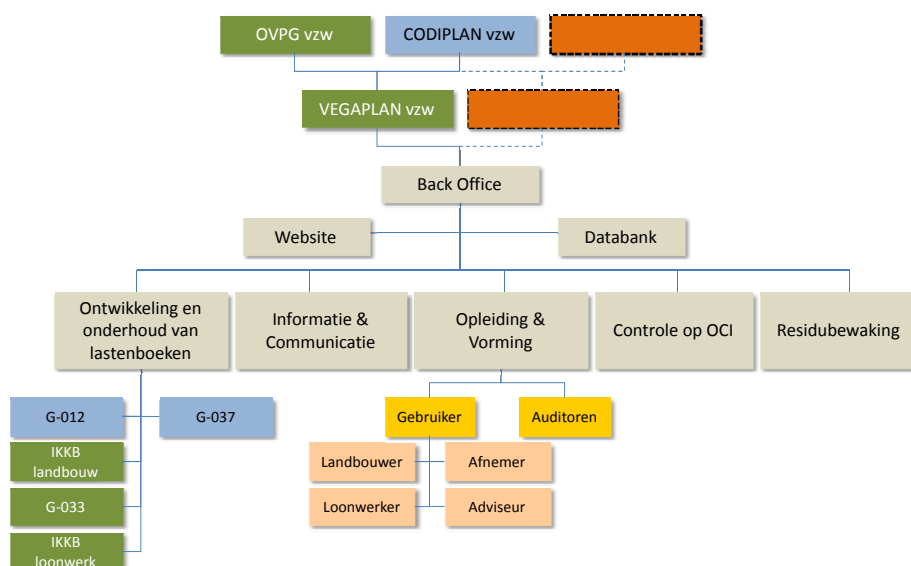 OVPG vzw
CODIPLAN vzw
VEGAPLAN vzw
Back Office
Website
Databank
Ontwikkeling en
onderhoud van
lastenboeken
Informatie &
Communicatie
Opleiding &
Vorming
Controle op OCI
Residubewaking
G-012
G-037
Gebruiker
Auditoren
IKKB
landbouw
Landbouwer
Afnemer
G-033
Loonwerker
Adviseur
IKKB
loonwerk